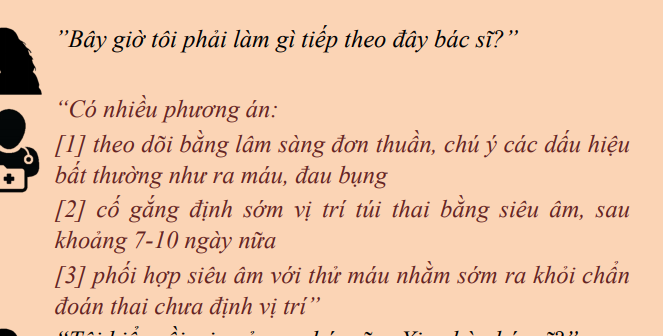 ”Bây giờ tôi phải làm gì tiếp theo đây bác sĩ?”
“Có nhiều phương án:
[1] theo dõi bằng lâm sàng đơn thuần, chú ý các dấu hiệu
bất thường như ra máu, đau bụng
[2] cố gắng định sớm vị trí túi thai bằng siêu âm, sau
khoảng 7-10 ngày nữa
[3] phối hợp siêu âm với thử máu nhằm sớm ra khỏi chẩn
đoán thai chưa định vị trí”